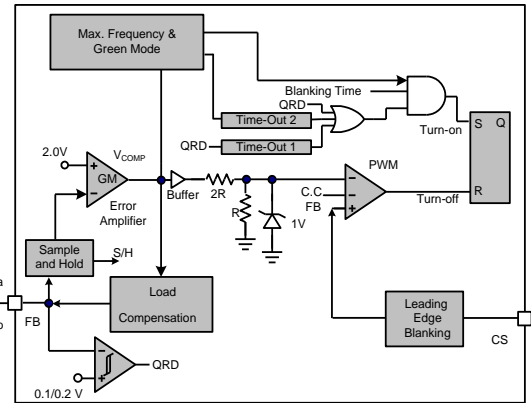 Max. Frequency &
Green Mode
Blanking Time
QRD
Time-Out 2
QRD
Time-Out 1
S Q
R
Turn-on
Turn-off
2.0V
VCOMP
GM
Error
Amplifier
Buffer
2R
R
1V
PWM
C.C
FB
Sample
and Hold
S/H
Load
Compensation
FB
Leading
Edge
Blanking
CS
QRD
0.1/0.2 V